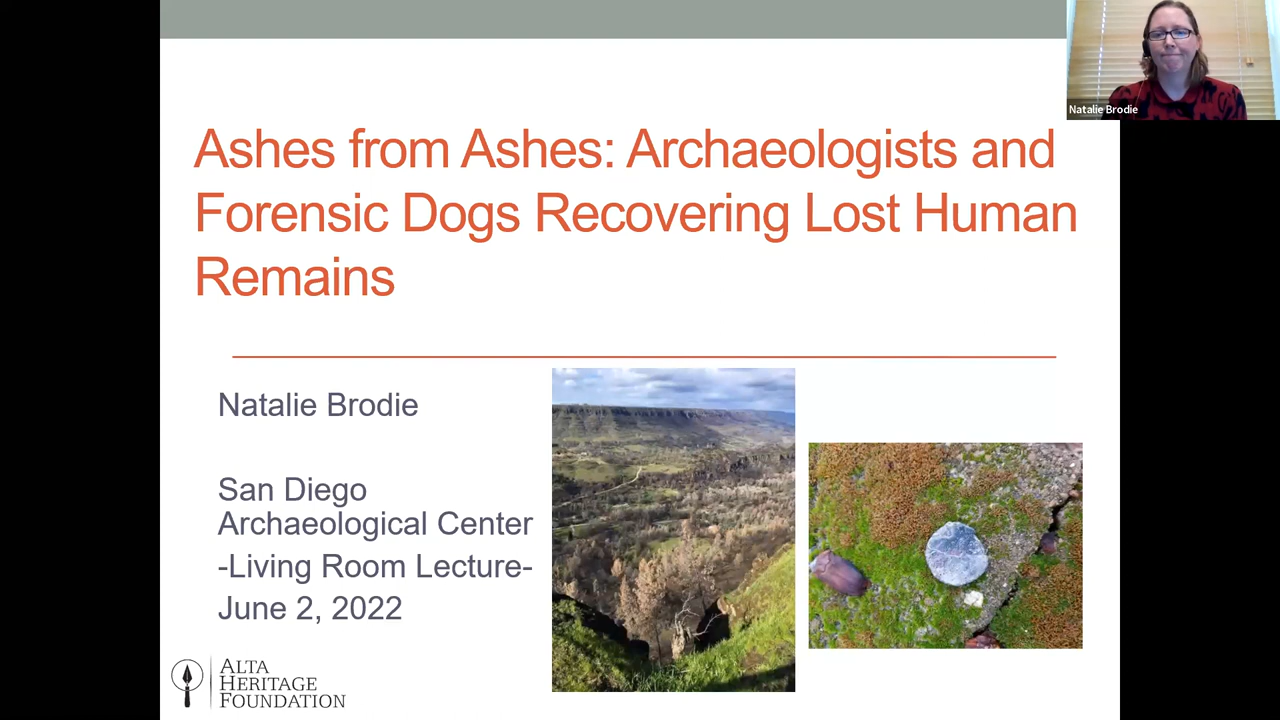 Natalie Brodie
Ashes from Ashes: Archaeologists and
Forensic Dogs Recovering Lost Human
Remains
Natalie Brodie
San Diego
Archaeological Center
-Living Room Lecture-
June 2, 2022
ALTA
HERITAGE
FOUNDATION